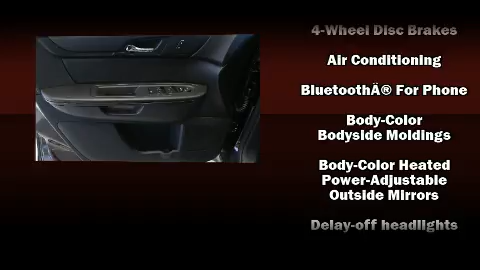 4-Wheel Disc Brakes
Air Conditioning
BluetoothÂ® For Phone
Body-Color
Bodyside Moldings
Body-Color Heated
Power-Adjustable
Outside Mirrors
Delay-off headlights